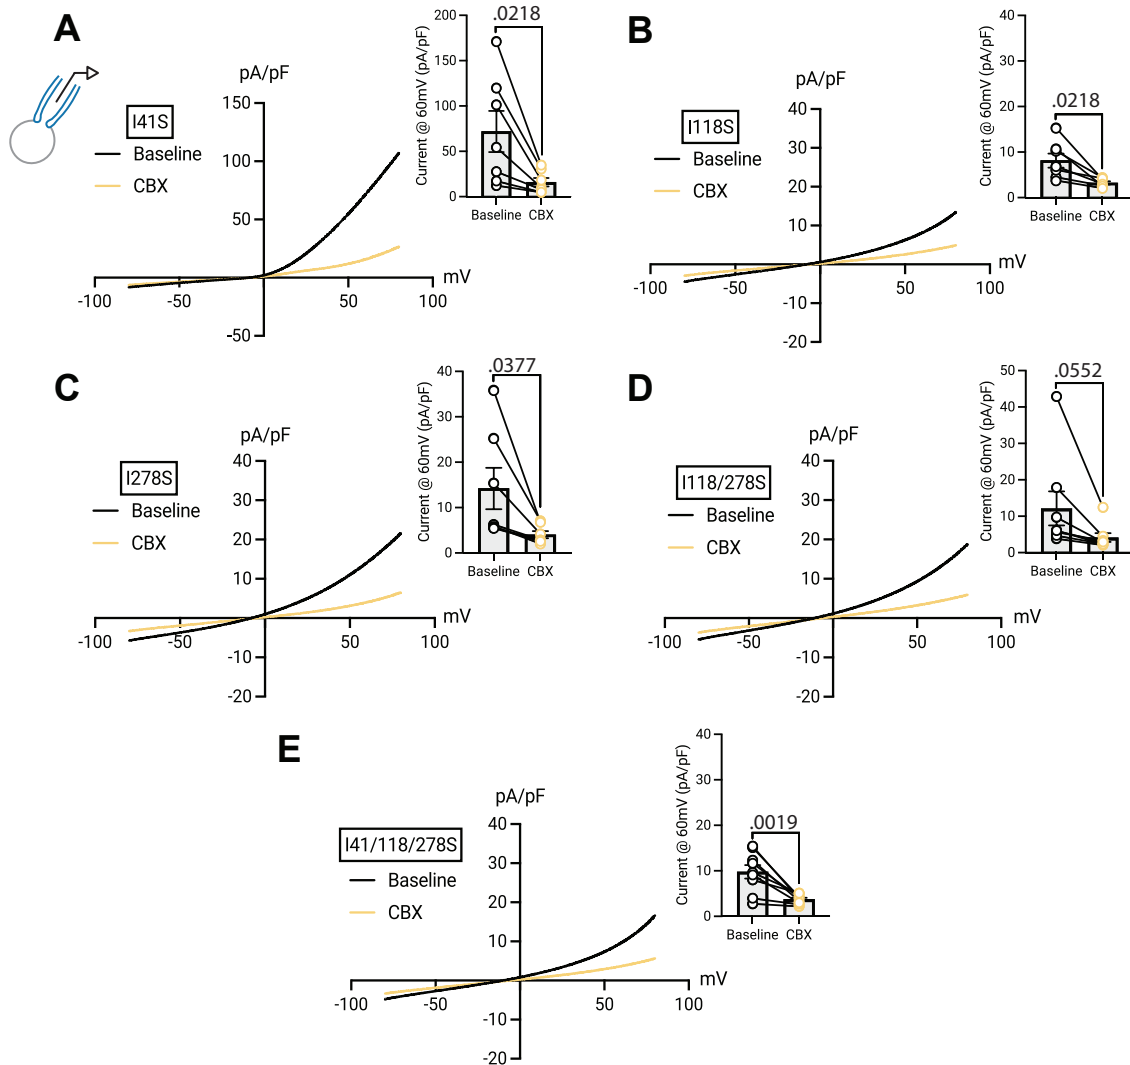 A
pA/pF
150
100
50
-50
-100
-50
50
100
mV
I41S
Baseline
CBX
.0218
200
150
100
50
0
Current @ 60mV (pA/pF)
Baseline
CBX
B
pA/pF
40
30
20
10
-10
-20
-100
-50
50
100
mV
I118S
Baseline
CBX
.0218
40
30
20
10
0
Current @ 60mV (pA/pF)
Baseline
CBX
C
pA/pF
40
30
20
10
-10
-20
-100
-50
50
100
mV
I278S
Baseline
CBX
.0377
40
30
20
10
0
Current @ 60mV (pA/pF)
Baseline
CBX
D
pA/pF
40
30
20
10
-10
-20
-100
-50
50
100
mV
I118/278S
Baseline
CBX
.0552
50
40
30
20
10
0
Current @ 60mV (pA/pF)
Baseline
CBX
E
pA/pF
40
30
20
10
-10
-20
-100
-50
50
100
mV
I41/118/278S
Baseline
CBX
.0019
40
30
20
10
0
Current @ 60mV (pA/pF)
Baseline
CBX